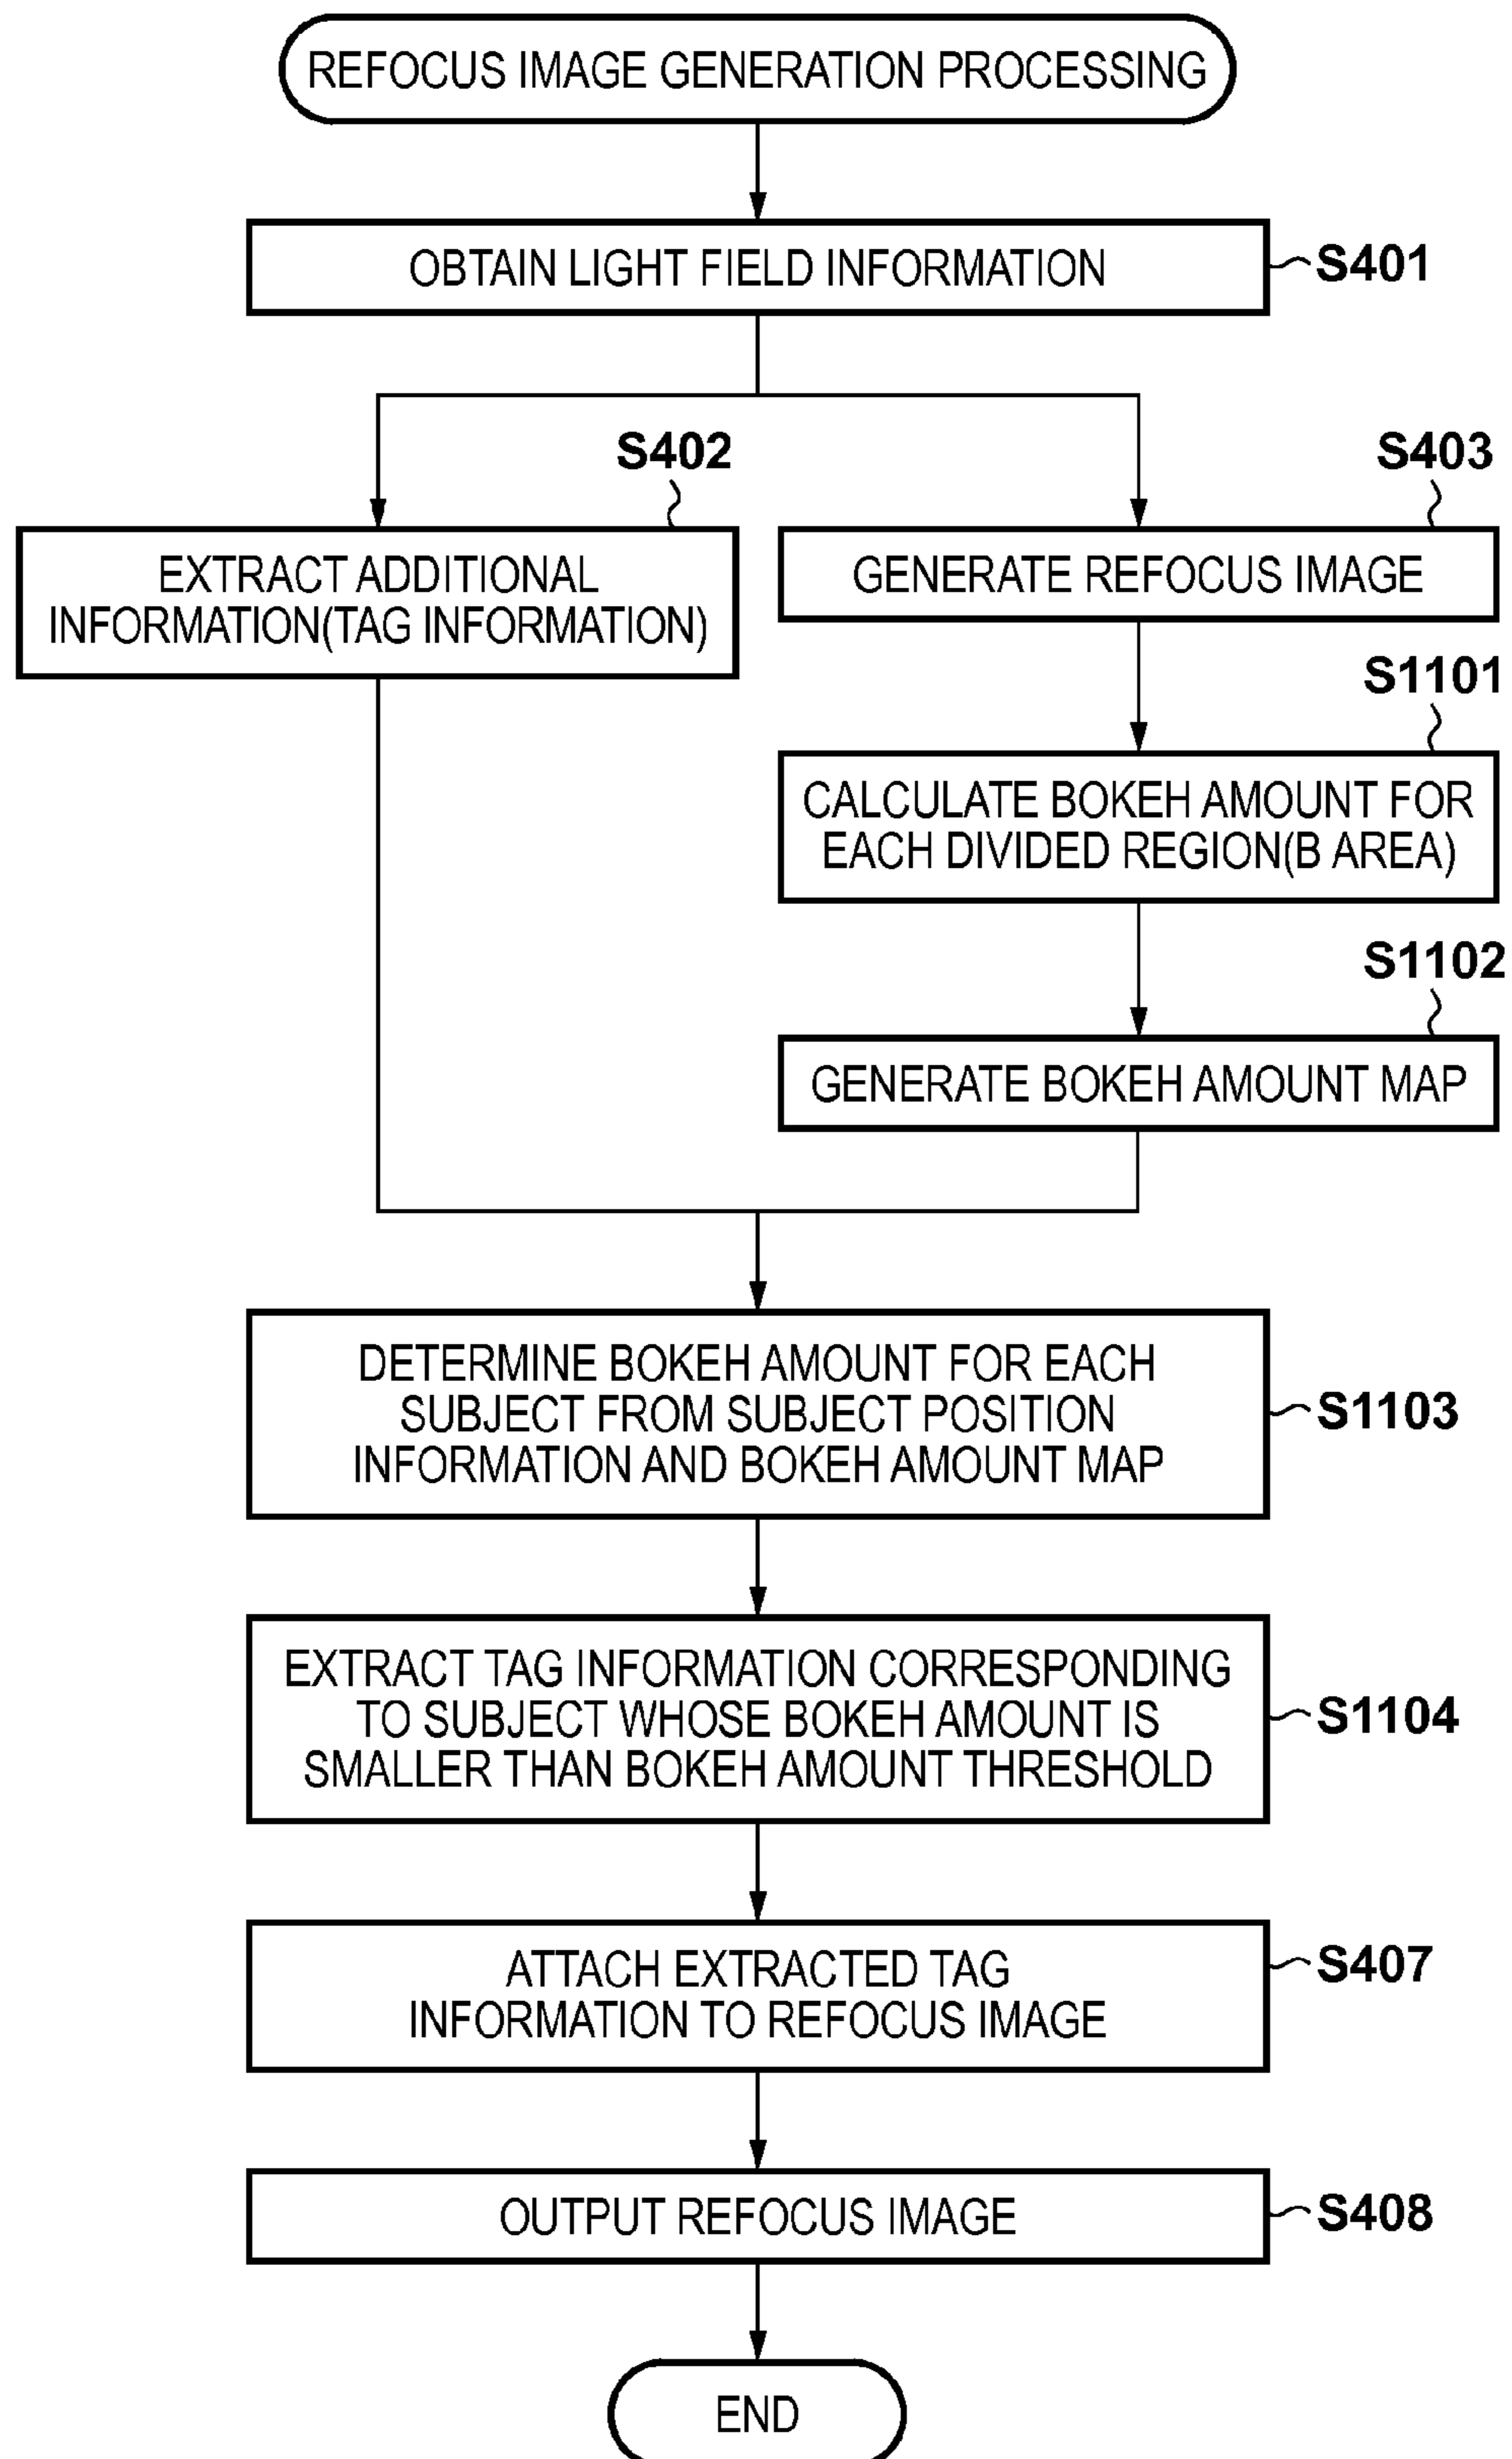 REFOCUS IMAGE GENERATION PROCESSING
OBTAIN LIGHT FIELD INFORMATION
S401
S402
EXTRACT ADDITIONAL
INFORMATION(TAG INFORMATION)
S403
GENERATE REFOCUS IMAGE
S1101
CALCULATE BOKEH AMOUNT FOR
EACH DIVIDED REGION(B AREA)
S1102
GENERATE BOKEH AMOUNT MAP
DETERMINE BOKEH AMOUNT FOR EACH
SUBJECT FROM SUBJECT POSITION
INFORMATION AND BOKEH AMOUNT MAP
S1103
EXTRACT TAG INFORMATION CORRESPONDING
TO SUBJECT WHOSE BOKEH AMOUNT IS
SMALLER THAN BOKEH AMOUNT THRESHOLD
S1104
ATTACH EXTRACTED TAG
INFORMATION TO REFOCUS IMAGE
S407
OUTPUT REFOCUS IMAGE
S408
END